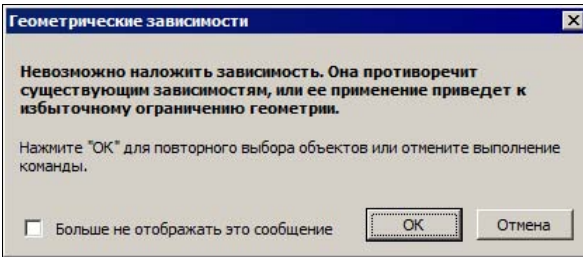 Геометрические зависимости
Невозможно наложить зависимость. Она противоречит
существующим зависимостям, или ее применение приведет к
избыточному ограничению геометрии.
Нажмите "ОК" для повторного выбора объектов или отмените выполнение
команды.
Больше не отображать это сообщение
ОК
Отмена